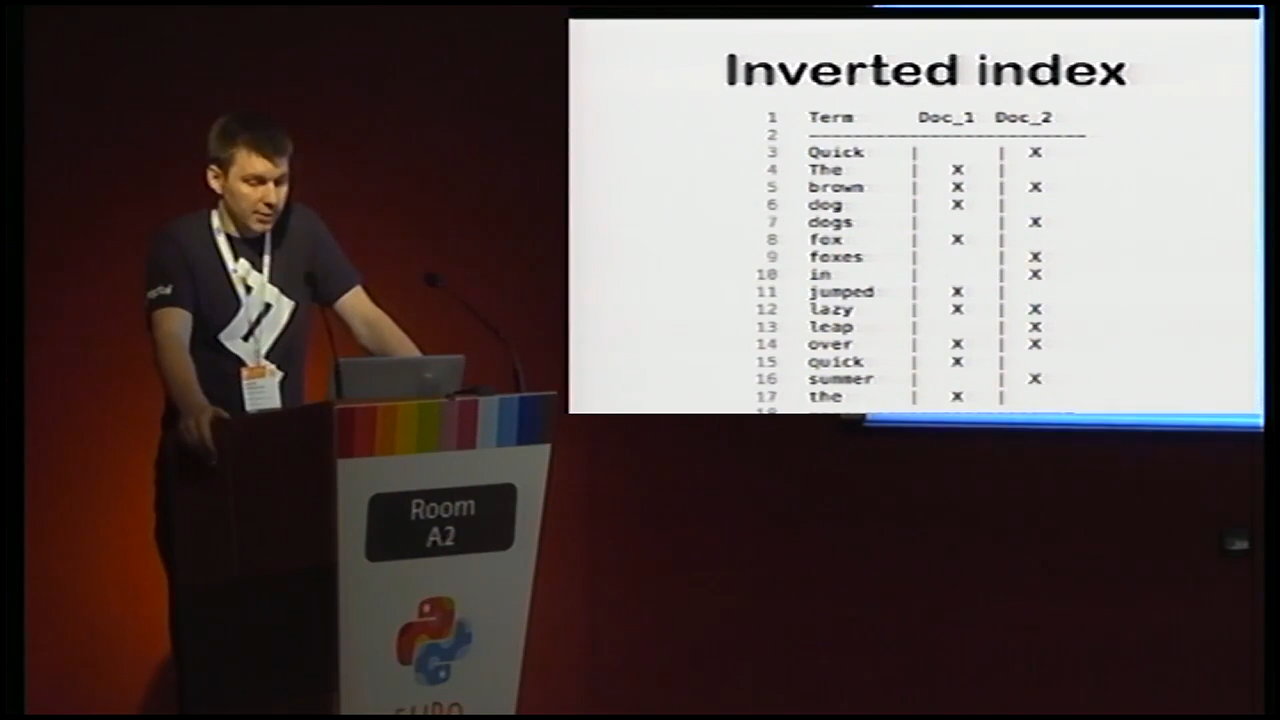 Inverted index
1 Term Doc_1 Doc_2
2 -------------------------
3 Quick | | X
4 The | X |
5 brown | X | X
6 dog | X |
7 dogs | | X
8 fox | X |
9 foxes | | X
10 in | | X
11 jumped | X |
12 lazy | X | X
13 leap | | X
14 over | X | X
15 quick | X |
16 summer | | X
17 the | X |
Room
A2
EURO